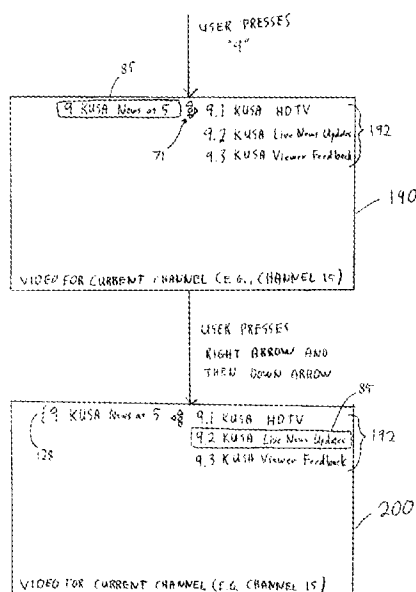 USER PRESSES
"9"
85
9 KUSA News at 5 9.1 KUSA HDTV
9.2 KUSA Live News Updates
9.3 KUSA Viewer Feedback
192
71
190
VIDEO FOR CURRENT CHANNEL (E.G., CHANNEL 15)
USER PRESSES
RIGHT ARROW AND
THEN DOWN ARROW
85
9 KUSA News at 5 9.1 KUSA HDTV
9.2 KUSA Live News Updates
9.3 KUSA Viewer Feedback
192
128
200
VIDEO FOR CURRENT CHANNEL (E.G. CHANNEL 15)